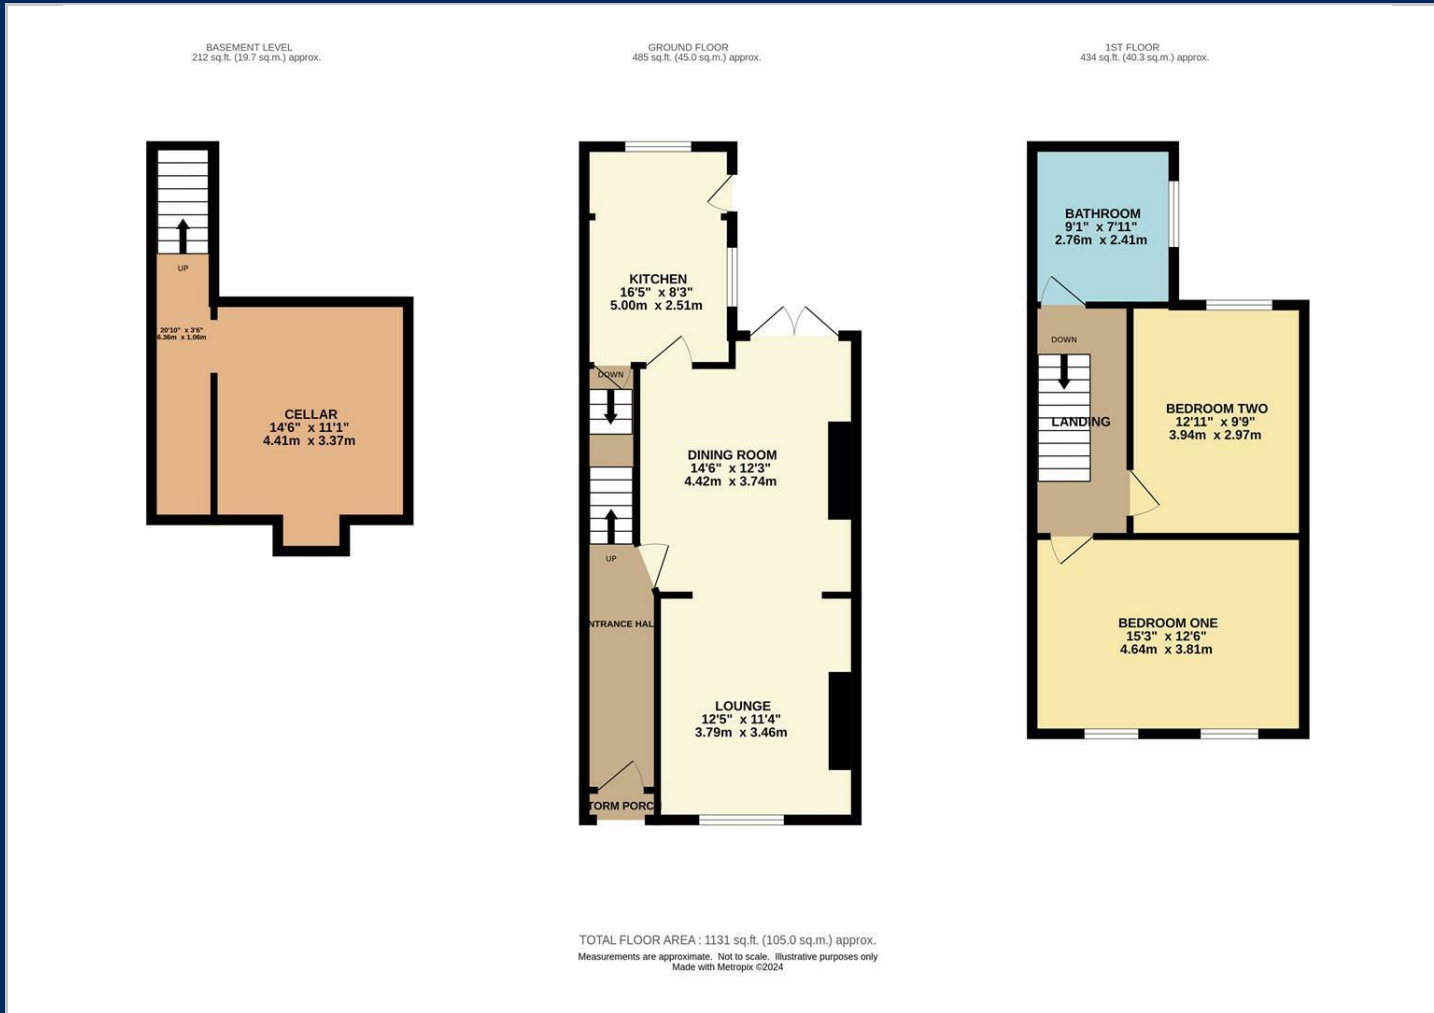 BASEMENT LEVEL
212 sq.ft. (19.7 sq.m.) approx.
GROUND FLOOR
485 sq.ft. (45.0 sq.m.) approx.
1ST FLOOR
434 sq.ft. (40.3 sq.m.) approx.
UP
20'10" x 3'6"
6.36m x 1.06m
CELLAR
14'6" x 11'1"
4.41m x 3.37m
KITCHEN
16'5" x 8'3"
5.00m x 2.51m
DOWN
DINING ROOM
14'6" x 12'3"
4.42m x 3.74m
UP
NTRANCE HAL
LOUNGE
12'5" x 11'4"
3.79m x 3.46m
TORM PORC
BATHROOM
9'1" x 7'11"
2.76m x 2.41m
DOWN
LANDING
BEDROOM TWO
12'11" x 9'9"
3.94m x 2.97m
BEDROOM ONE
15'3" x 12'6"
4.64m x 3.81m
TOTAL FLOOR AREA : 1131 sq.ft. (105.0 sq.m.) approx.
Measurements are approximate. Not to scale. Illustrative purposes only
Made with Metropix ©2024